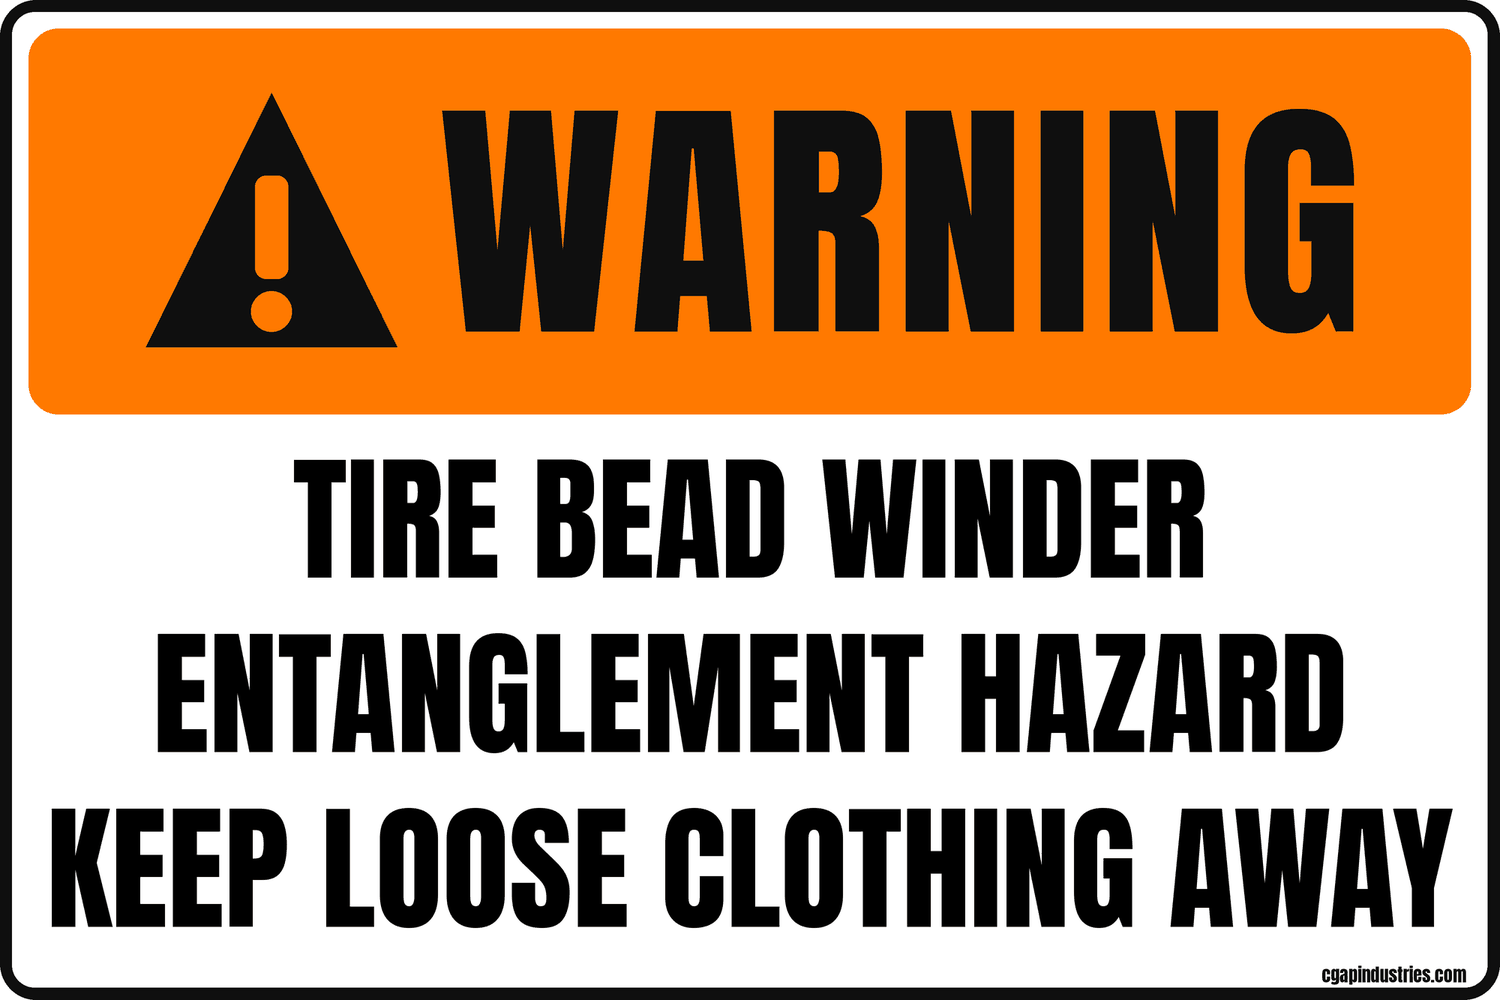 WARNING
TIRE BEAD WINDER
ENTANGLEMENT HAZARD
KEEP LOOSE CLOTHING AWAY
cgapindustries.com